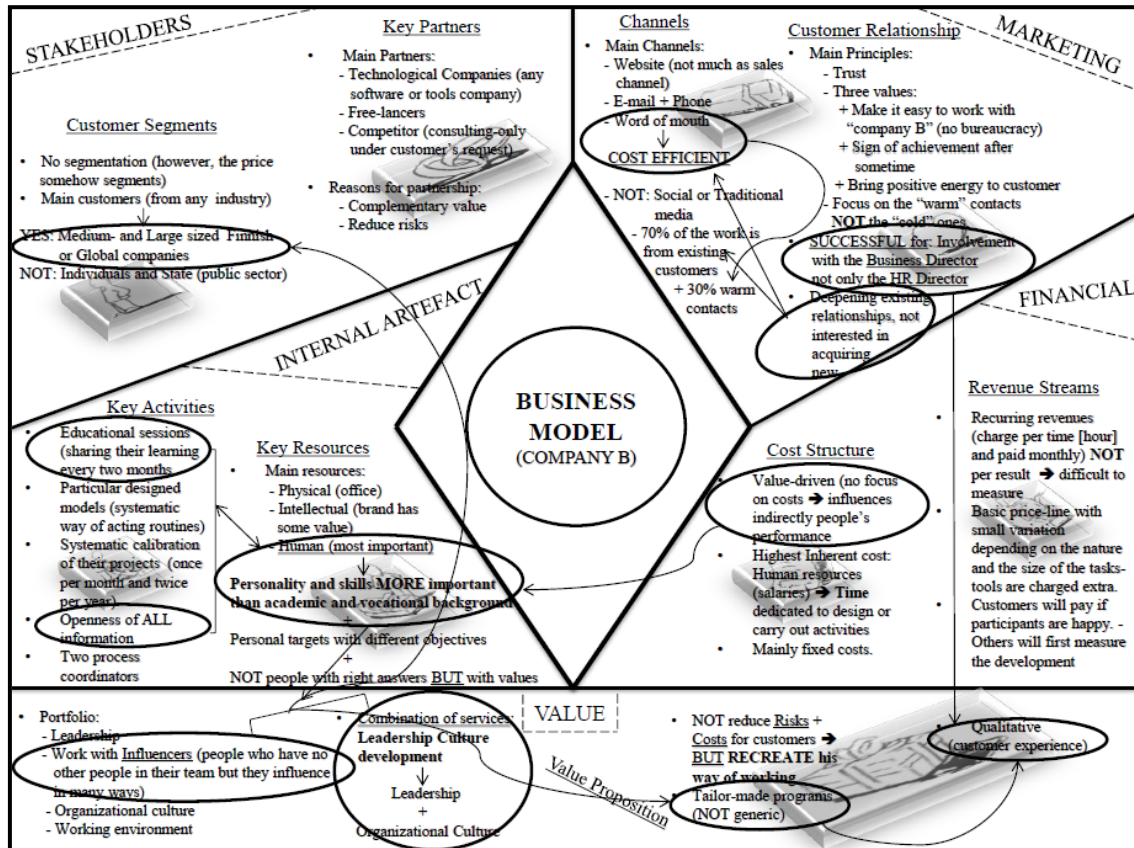 STAKEHOLDERS
Key Partners
• Main Partners:
- Technological Companies (any
software or tools company)
- Free-lancers
- Competitor (consulting-only
under customer's request)
• Reasons for partnership:
- Complementary value
- Reduce risks
Customer Segments
• No segmentation (however, the price
somehow segments)
• Main customers (from any industry)
YES: Medium- and Large sized Finnish
or Global companies
NOT: Individuals and State (public sector)
Channels
• Main Channels:
- Website (not much as sales
channel)
- E-mail + Phone
- Word of mouth
COST EFFICIENT
- NOT: Social or Traditional
media
- 70% of the work is
from existing
customers
+ 30% warm
contacts
Customer Relationship
• Main Principles:
- Trust
- Three values:
+ Make it easy to work with
"company B" (no bureaucracy)
+ Sign of achievement after
sometime
+ Bring positive energy to customer
- Focus on the "warm" contacts
NOT the "cold" ones
• SUCCESSFUL for: Involvement
with the Business Director
not only the HR Director
• Deepening existing
relationships, not
interested in
acquiring
new
MARKETING
FINANCIAL
INTERNAL ARTEFACT
Key Activities
• Educational sessions
(sharing their learning
every two months
• Particular designed
models (systematic
way of acting routines)
• Systematic calibration
of their projects (once
per month and twice
per year)
• Openness of ALL
information
• Two process
coordinators
Key Resources
• Main resources:
- Physical (office)
- Intellectual (brand has
some value)
- Human (most important)
Personality and skills MORE important
than academic and vocational background
+
Personal targets with different objectives
+
NOT people with right answers BUT with values
BUSINESS
MODEL
(COMPANY B)
Cost Structure
• Value-driven (no focus
on costs ➔ influences
indirectly people's
performance
• Highest Inherent cost:
Human resources
(salaries) ➔ Time
dedicated to design or
carry out activities
• Mainly fixed costs.
Revenue Streams
• Recurring revenues
(charge per time [hour]
and paid monthly) NOT
per result ➔ difficult to
measure
• Basic price-line with
small variation
depending on the nature
and the size of the tasks-
tools are charged extra.
• Customers will pay if
participants are happy. -
Others will first measure
the development
• Portfolio:
- Leadership
- Work with Influencers (people who have no
other people in their team but they influence
in many ways)
- Organizational culture
- Working environment
• Combination of services:
Leadership Culture
development
Leadership
+
Organizational Culture
VALUE
Value Proposition
• NOT reduce Risks +
Costs for customers ➔
BUT RECREATE his
way of working
• Tailor-made programs
(NOT generic)
• Qualitative
(customer experience)